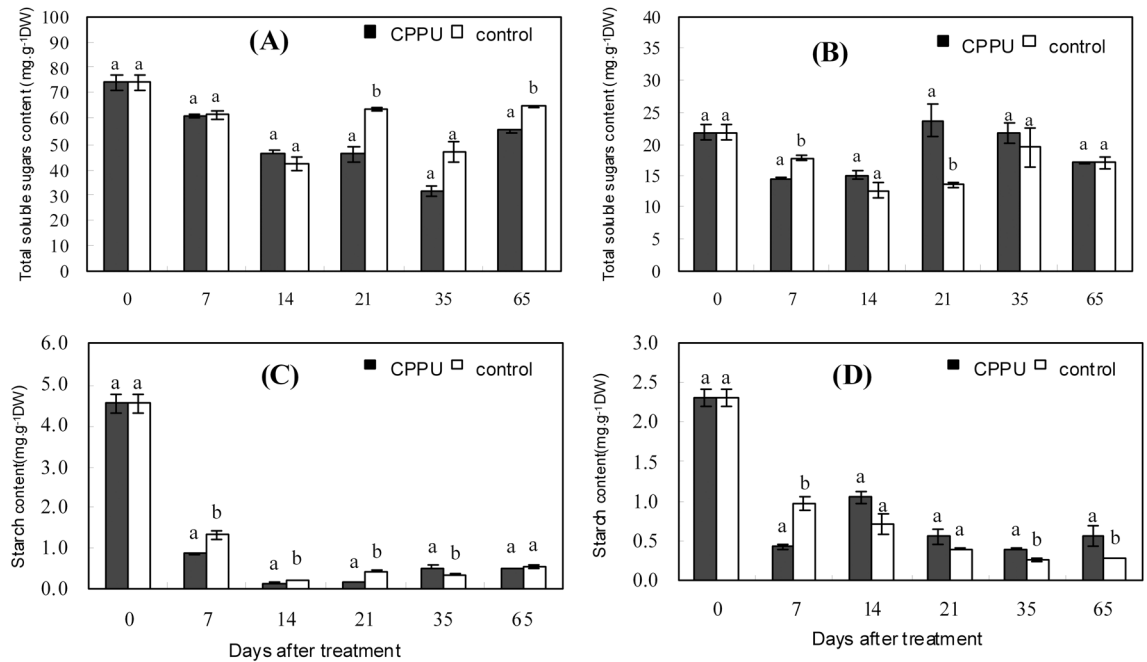 Total soluble sugars content (mg.g-1DW)
100
90
80
70
60
50
40
30
20
10
0
(A)
CPPU control
a a
a a
a a
a b
a a
a b
0 7 14 21 35 65
Total soluble sugars content (mg.g-1DW)
40
35
30
25
20
15
10
5
0
(B)
CPPU control
a a
a b
a a
a b
a a
a a
0 7 14 21 35 65
Starch content(mg.g-1DW)
6.0
5.0
4.0
3.0
2.0
1.0
0.0
(C)
CPPU control
a a
a b
a b
a b
a b
a a
0 7 14 21 35 65
Days after treatment
Starch content(mg.g-1DW)
3.0
2.5
2.0
1.5
1.0
0.5
0.0
(D)
CPPU control
a a
a b
a a
a a
a b
a b
0 7 14 21 35 65
Days after treatment